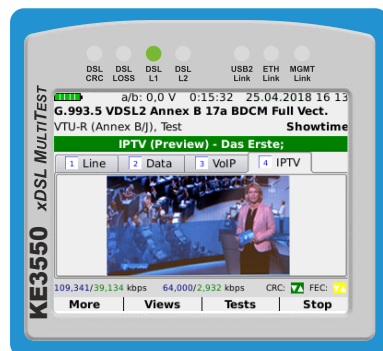 DSL CRC DSL LOSS DSL L1 DSL L2 USB2 Link ETH Link MGMT Link
KE3550 xDSL MULTITEST
a/b: 0,0 V 0:15:32 25.04.2018 16 13
G.993.5 VDSL2 Annex B 17a BDCM Full Vect.
VTU-R (Annex B/J), Test Showtime
IPTV (Preview) - Das Erste;
1 Line 2 Data 3 VoIP 4 IPTV
109,341/39,134 kbps 64,000/2,932 kbps CRC: FEC:
More Views Tests Stop